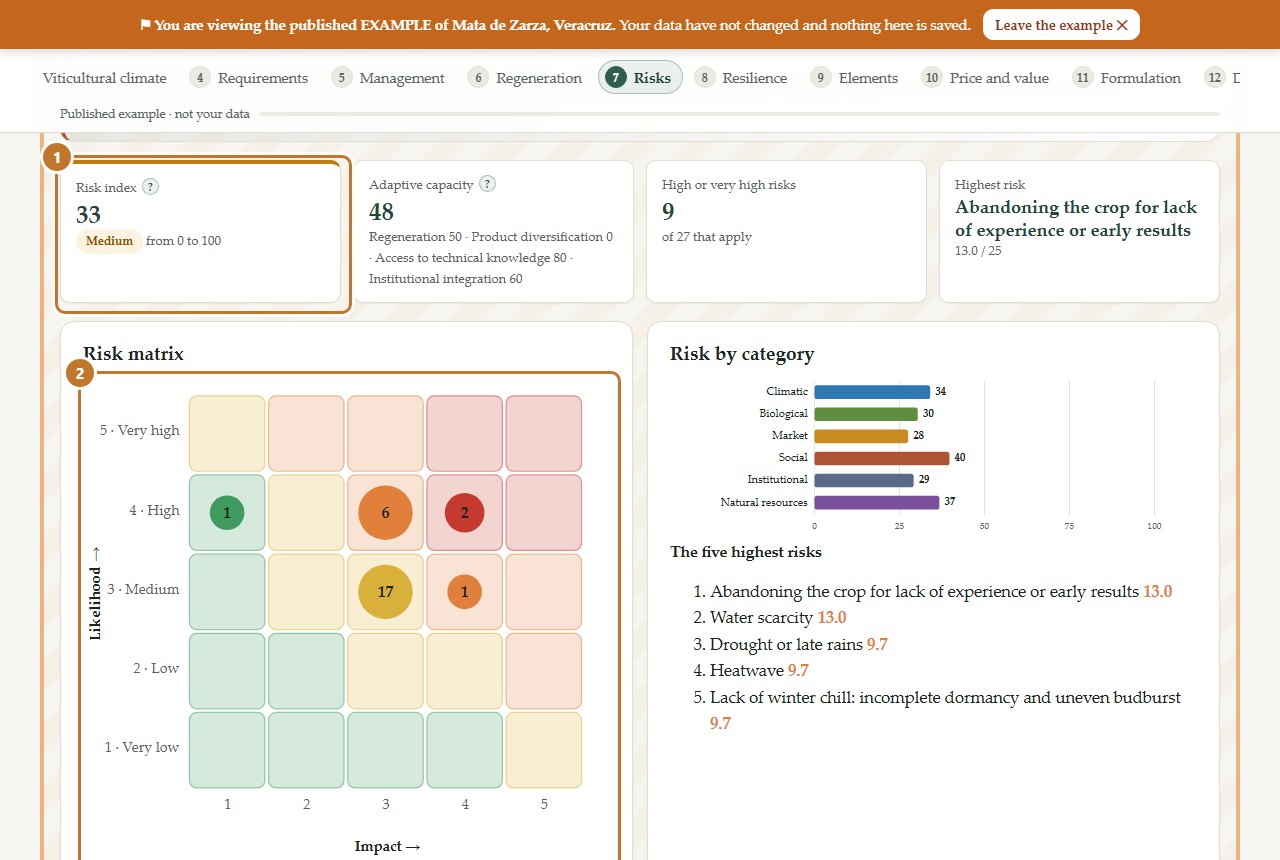 ⚑ You are viewing the published EXAMPLE of Mata de Zarza, Veracruz. Your data have not changed and nothing here is saved.
Leave the example ✕
Viticultural climate
4 Requirements
5 Management
6 Regeneration
7 Risks
8 Resilience
9 Elements
10 Price and value
11 Formulation
12 D
Published example · not your data
1
Risk index ?
33
Medium from 0 to 100
Adaptive capacity ?
48
Regeneration 50 · Product diversification 0
· Access to technical knowledge 80 ·
Institutional integration 60
High or very high risks
9
of 27 that apply
Highest risk
Abandoning the crop for lack
of experience or early results
13.0 / 25
Risk matrix
2
5 · Very high
4 · High
1
6
2
3 · Medium
17
1
2 · Low
1 · Very low
Likelihood →
1
2
3
4
5
Impact →
Risk by category
Climatic 34
Biological 30
Market 28
Social 40
Institutional 29
Natural resources 37
0
25
50
75
100
The five highest risks
1. Abandoning the crop for lack of experience or early results 13.0
2. Water scarcity 13.0
3. Drought or late rains 9.7
4. Heatwave 9.7
5. Lack of winter chill: incomplete dormancy and uneven budburst
9.7